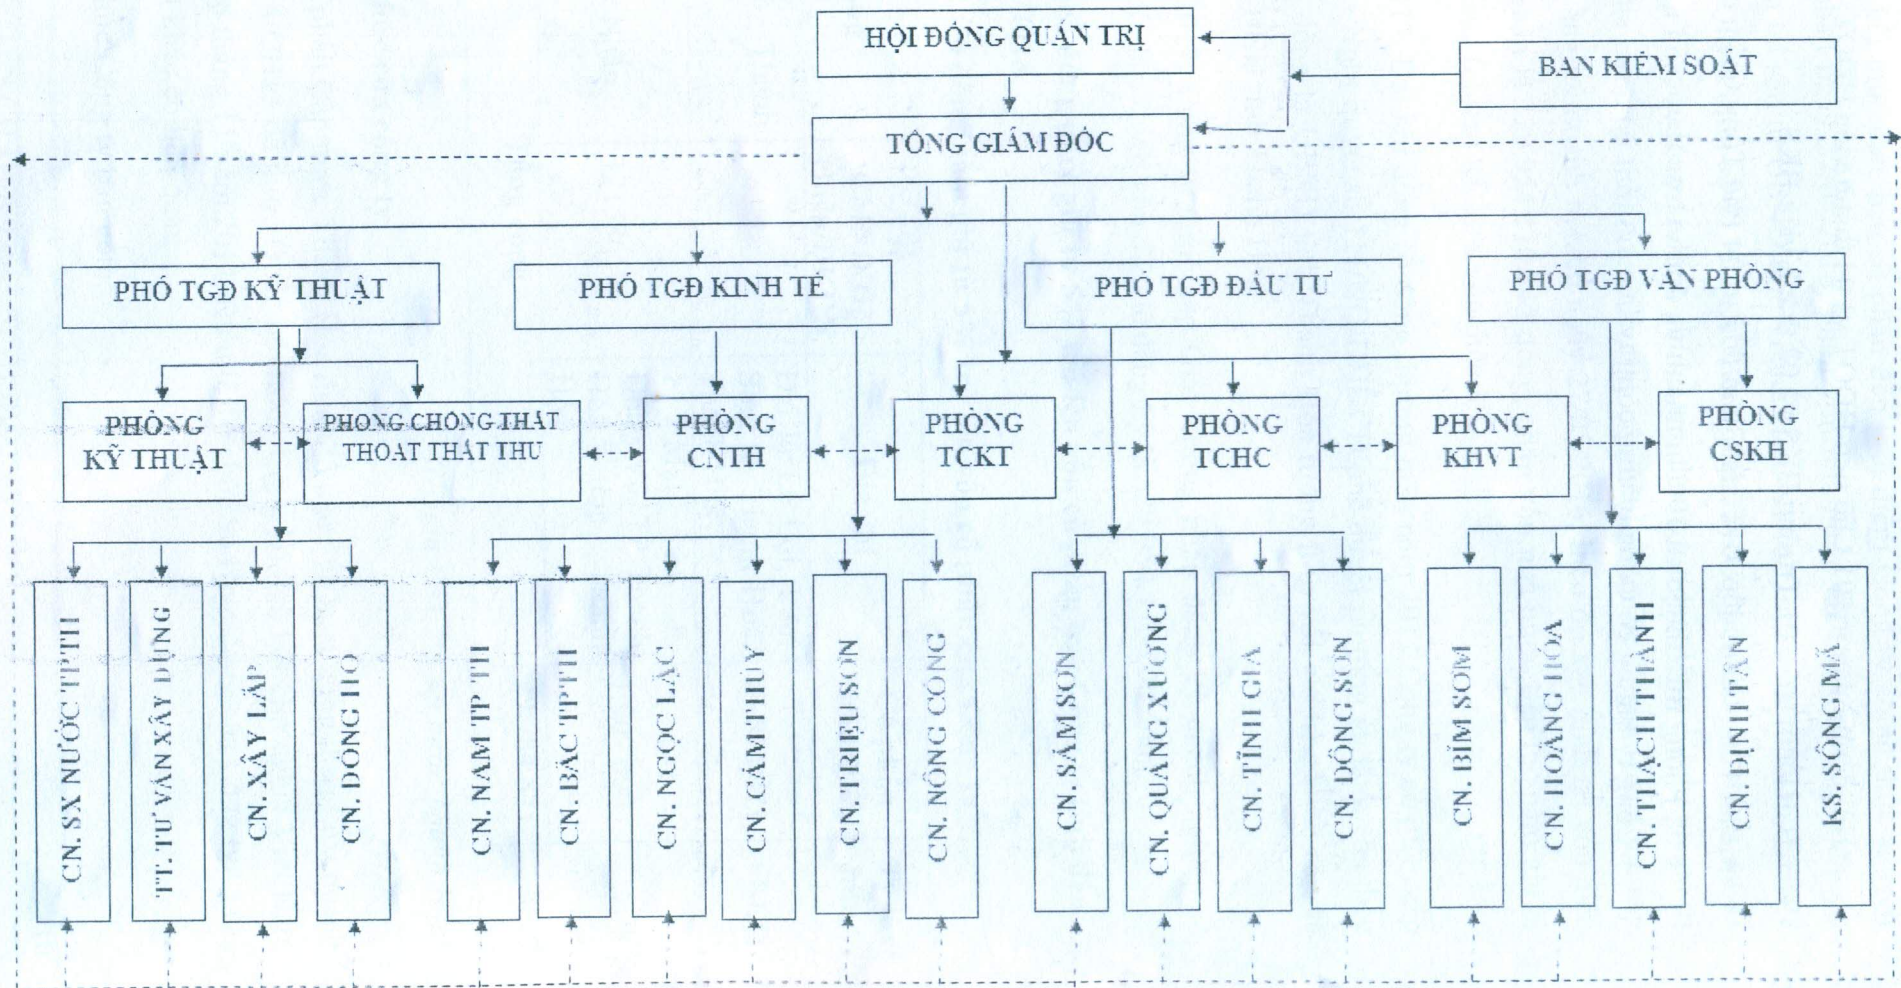 HỘI ĐỒNG QUẢN TRỊ
BAN KIỂM SOÁT
TỔNG GIÁM ĐỐC
PHÓ TGĐ KỸ THUẬT
PHÓ TGĐ KINH TẾ
PHÓ TGĐ ĐẦU TƯ
PHÓ TGĐ VĂN PHÒNG
PHÒNG
KỸ THUẬT
PHÒNG CHỐNG THẤT
THOÁT THẤT THU
PHÒNG
CNTH
PHÒNG
TCKT
PHÒNG
TCHC
PHÒNG
KHVT
PHÒNG
CSKH
CN. SX NƯỚC TPTH
TT. TƯ VẤN XÂY DỰNG
CN. XÂY LẮP
CN. ĐỒNG HỒ
CN. NAM TP TH
CN. BẮC TPTH
CN. NGỌC LẶC
CN. CẨM THỦY
CN. TRIỆU SƠN
CN. NÔNG CỐNG
CN. SẦM SƠN
CN. QUẢNG XƯƠNG
CN. TĨNH GIA
CN. ĐÔNG SƠN
CN. BỈM SƠM
CN. HOẰNG HÓA
CN. THẠCH THÀNH
CN. ĐỊNH TÂN
KS. SÔNG MÃ